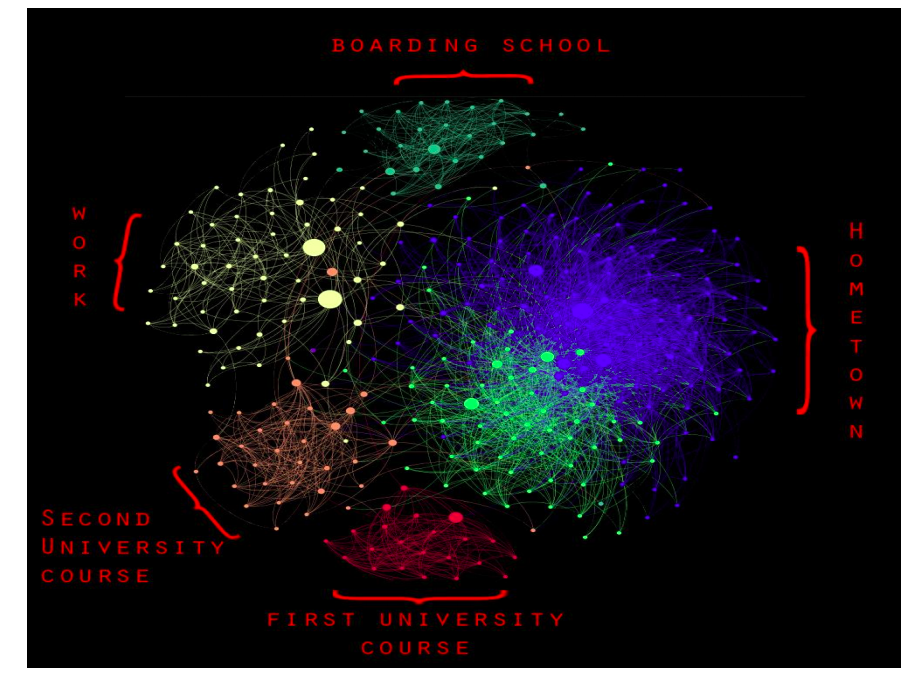 BOARDING SCHOOL
WORK
HOMETOWN
SECOND
UNIVERSITY
COURSE
FIRST UNIVERSITY
COURSE